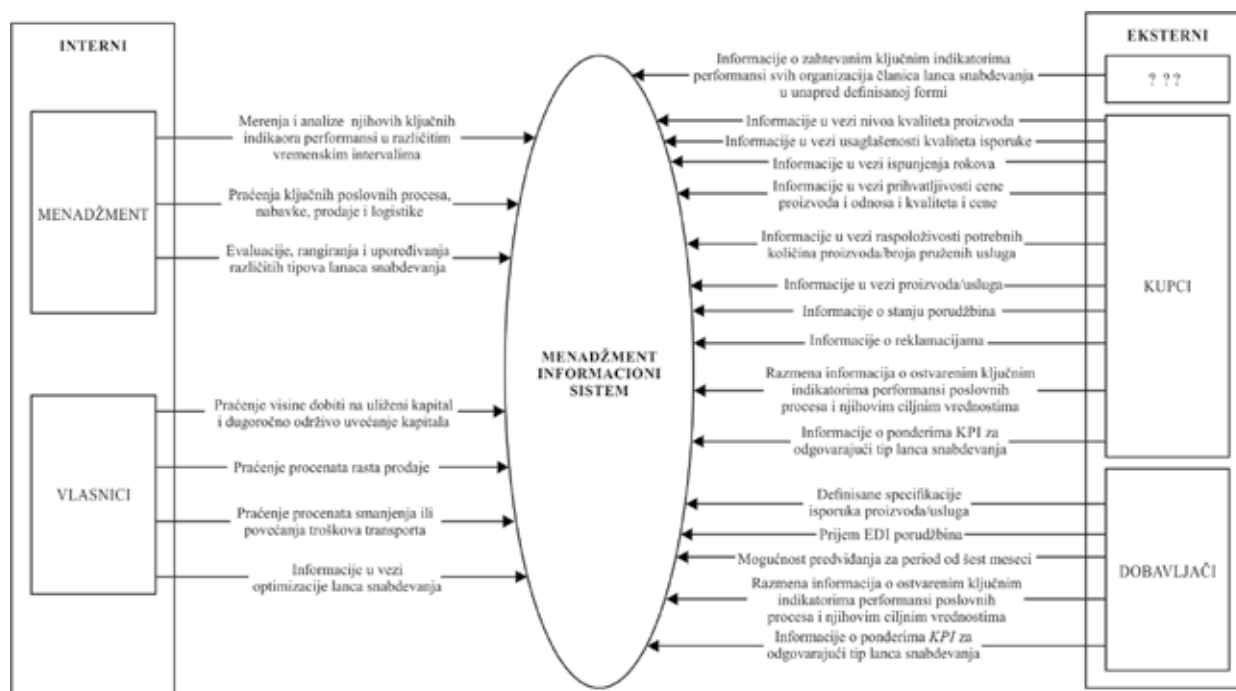 INTERNI
MENADŽMENT
VLASNICI
Merenja i analize njihovih ključnih
indikaora performansi u različitim
vremenskim intervalima
Praćenja ključnih poslovnih procesa,
nabavke, prodaje i logistike
Evaluacije, rangiranja i upoređivanja
različitih tipova lanaca snabdevanja
Praćenje visine dobiti na uliženi kapital
i dugoročno održivo uvećanje kapitala
Praćenje procenata rasta prodaje
Praćenje procenata smanjenja ili
povećanja troškova transporta
Informacije u vezi
optimizacije lanca snabdevanja
MENADŽMENT
INFORMACIONI
SISTEM
Informacije o zahtevanim ključnim indikatorima
performansi svih organizacija članica lanca snabdevanja
u unapred definisanoj formi
Informacije u vezi nivoa kvaliteta proizvoda
Informacije u vezi usaglašenosti kvaliteta isporuke
Informacije u vezi ispunjenja rokova
Informacije u vezi prihvatljivosti cene
proizvoda i odnosa i kvaliteta i cene
Informacije u vezi raspoloživosti potrebnih
količina proizvoda/broja pruženih usluga
Informacije u vezi proizvoda/usluga
Informacije o stanju porudžbina
Informacije o reklamacijama
Razmena informacija o ostvarenim ključnim
indikatorima performansi poslovnih
procesa i njihovim ciljnim vrednostima
Informacije o ponderima KPI za
odgovarajući tip lanca snabdevanja
Definisane specifikacije
isporuka proizvoda/usluga
Prijem EDI porudžbina
Mogućnost predviđanja za period od šest meseci
Razmena informacija o ostvarenim ključnim
indikatorima performansi poslovnih
procesa i njihovim ciljnim vrednostima
Informacije o ponderima KPI za
odgovarajući tip lanca snabdevanja
EKSTERNI
? ??
KUPCI
DOBAVLJAČI